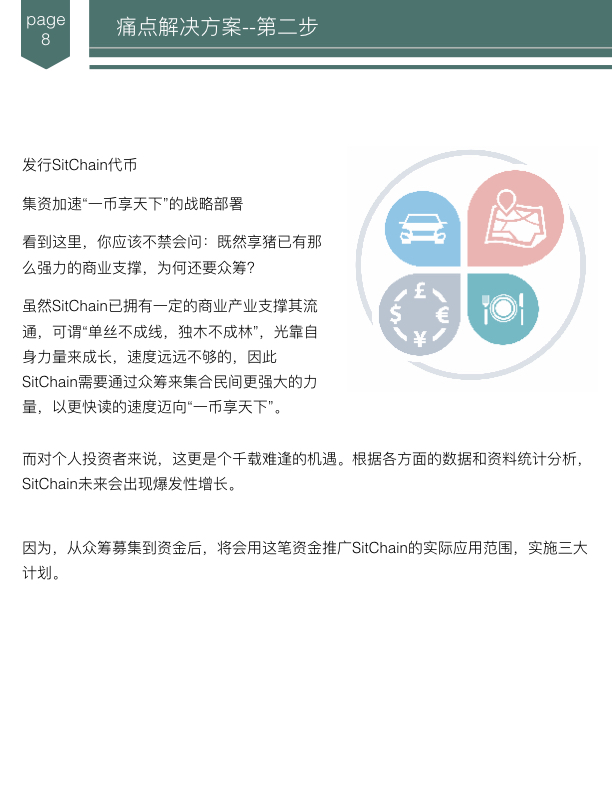 page
8
痛点解决方案--第二步
发行SitChain代币
集资加速“一币享天下”的战略部署
看到这里，你应该不禁会问：既然享猪已有那
么强力的商业支撑，为何还要众筹？
虽然SitChain已拥有一定的商业产业支撑其流
通，可谓“单丝不成线，独木不成林”，光靠自
身力量来成长，速度远远不够的，因此
SitChain需要通过众筹来集合民间更强大的力
量，以更快读的速度迈向“一币享天下”。
£
$
€
¥
而对个人投资者来说，这更是个千载难逢的机遇。根据各方面的数据和资料统计分析，
SitChain未来会出现爆发性增长。
因为，从众筹募集到资金后，将会用这笔资金推广SitChain的实际应用范围，实施三大
计划。